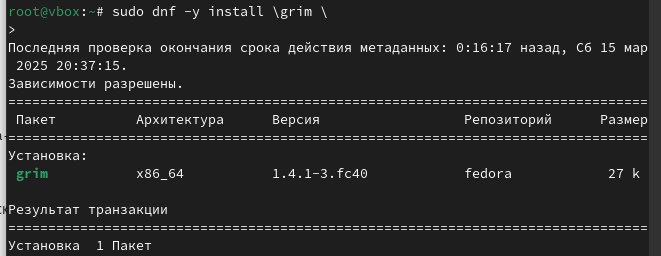 root@vbox:~# sudo dnf -y install \grim \
>
Последняя проверка окончания срока действия метаданных: 0:16:17 назад, Сб 15 мар
2025 20:37:15.
Зависимости разрешены.
================================================================================
Пакет Архитектура Версия Репозиторий Размер
================================================================================
Установка:
grim x86_64 1.4.1-3.fc40 fedora 27 k
Результат транзакции
================================================================================
Установка 1 Пакет